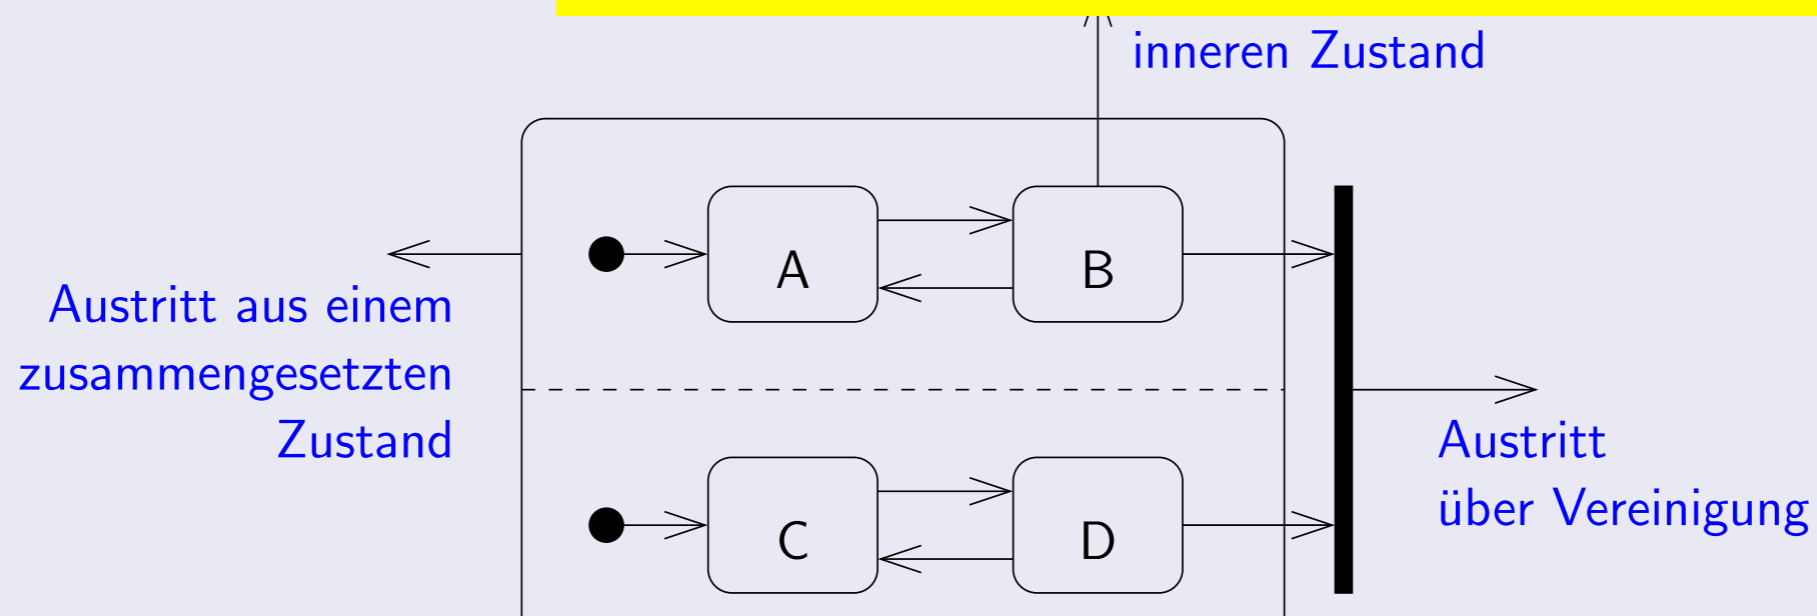 inneren Zustand
A
B
Austritt aus einem
zusammengesetzten
Zustand
Austritt
über Vereinigung
C
D